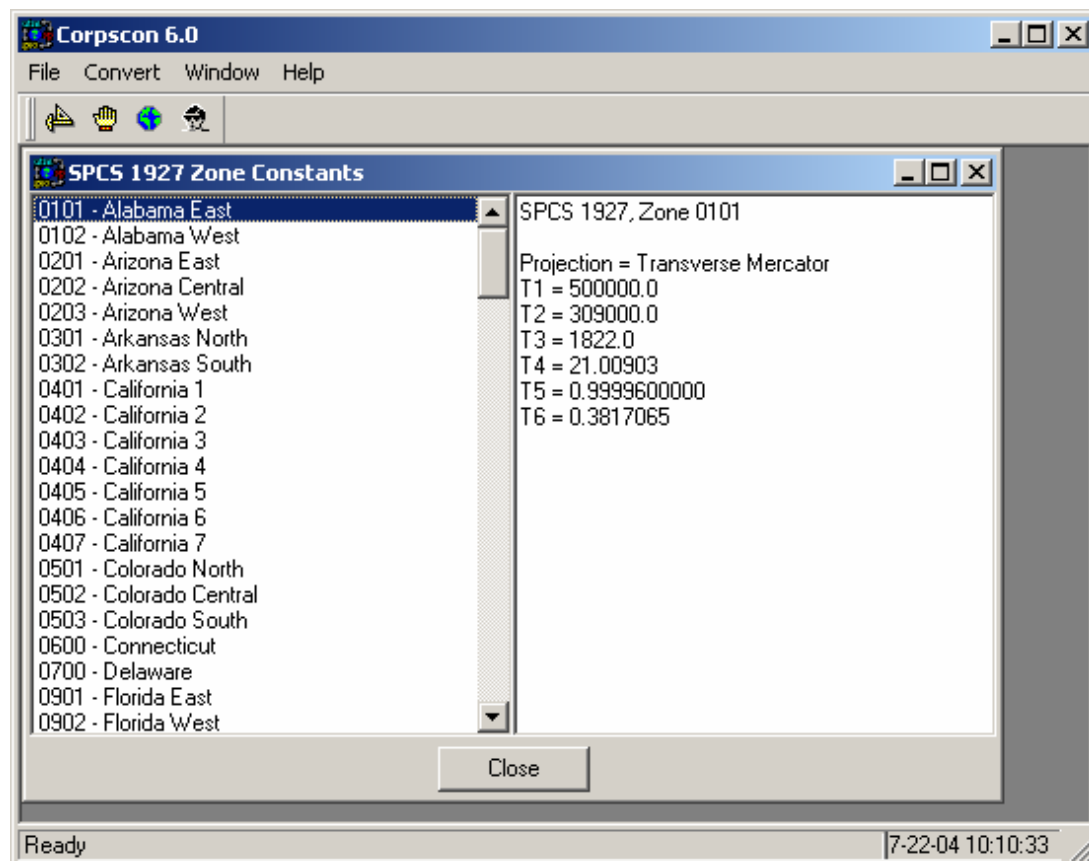 Corpscon 6.0
File Convert Window Help
SPCS 1927 Zone Constants
0101 - Alabama East
0102 - Alabama West
0201 - Arizona East
0202 - Arizona Central
0203 - Arizona West
0301 - Arkansas North
0302 - Arkansas South
0401 - California 1
0402 - California 2
0403 - California 3
0404 - California 4
0405 - California 5
0406 - California 6
0407 - California 7
0501 - Colorado North
0502 - Colorado Central
0503 - Colorado South
0600 - Connecticut
0700 - Delaware
0901 - Florida East
0902 - Florida West
SPCS 1927, Zone 0101
Projection = Transverse Mercator
T1 = 500000.0
T2 = 309000.0
T3 = 1822.0
T4 = 21.00903
T5 = 0.9999600000
T6 = 0.3817065
Close
Ready
7-22-04 10:10:33